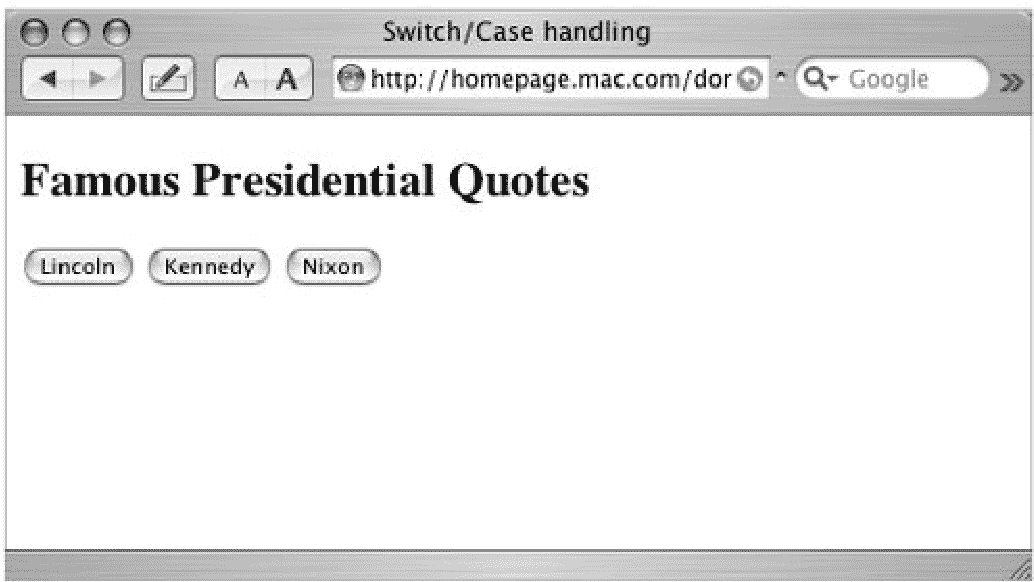 Switch/Case handling
A A http://homepage.mac.com/dor Google
Famous Presidential Quotes
Lincoln Kennedy Nixon